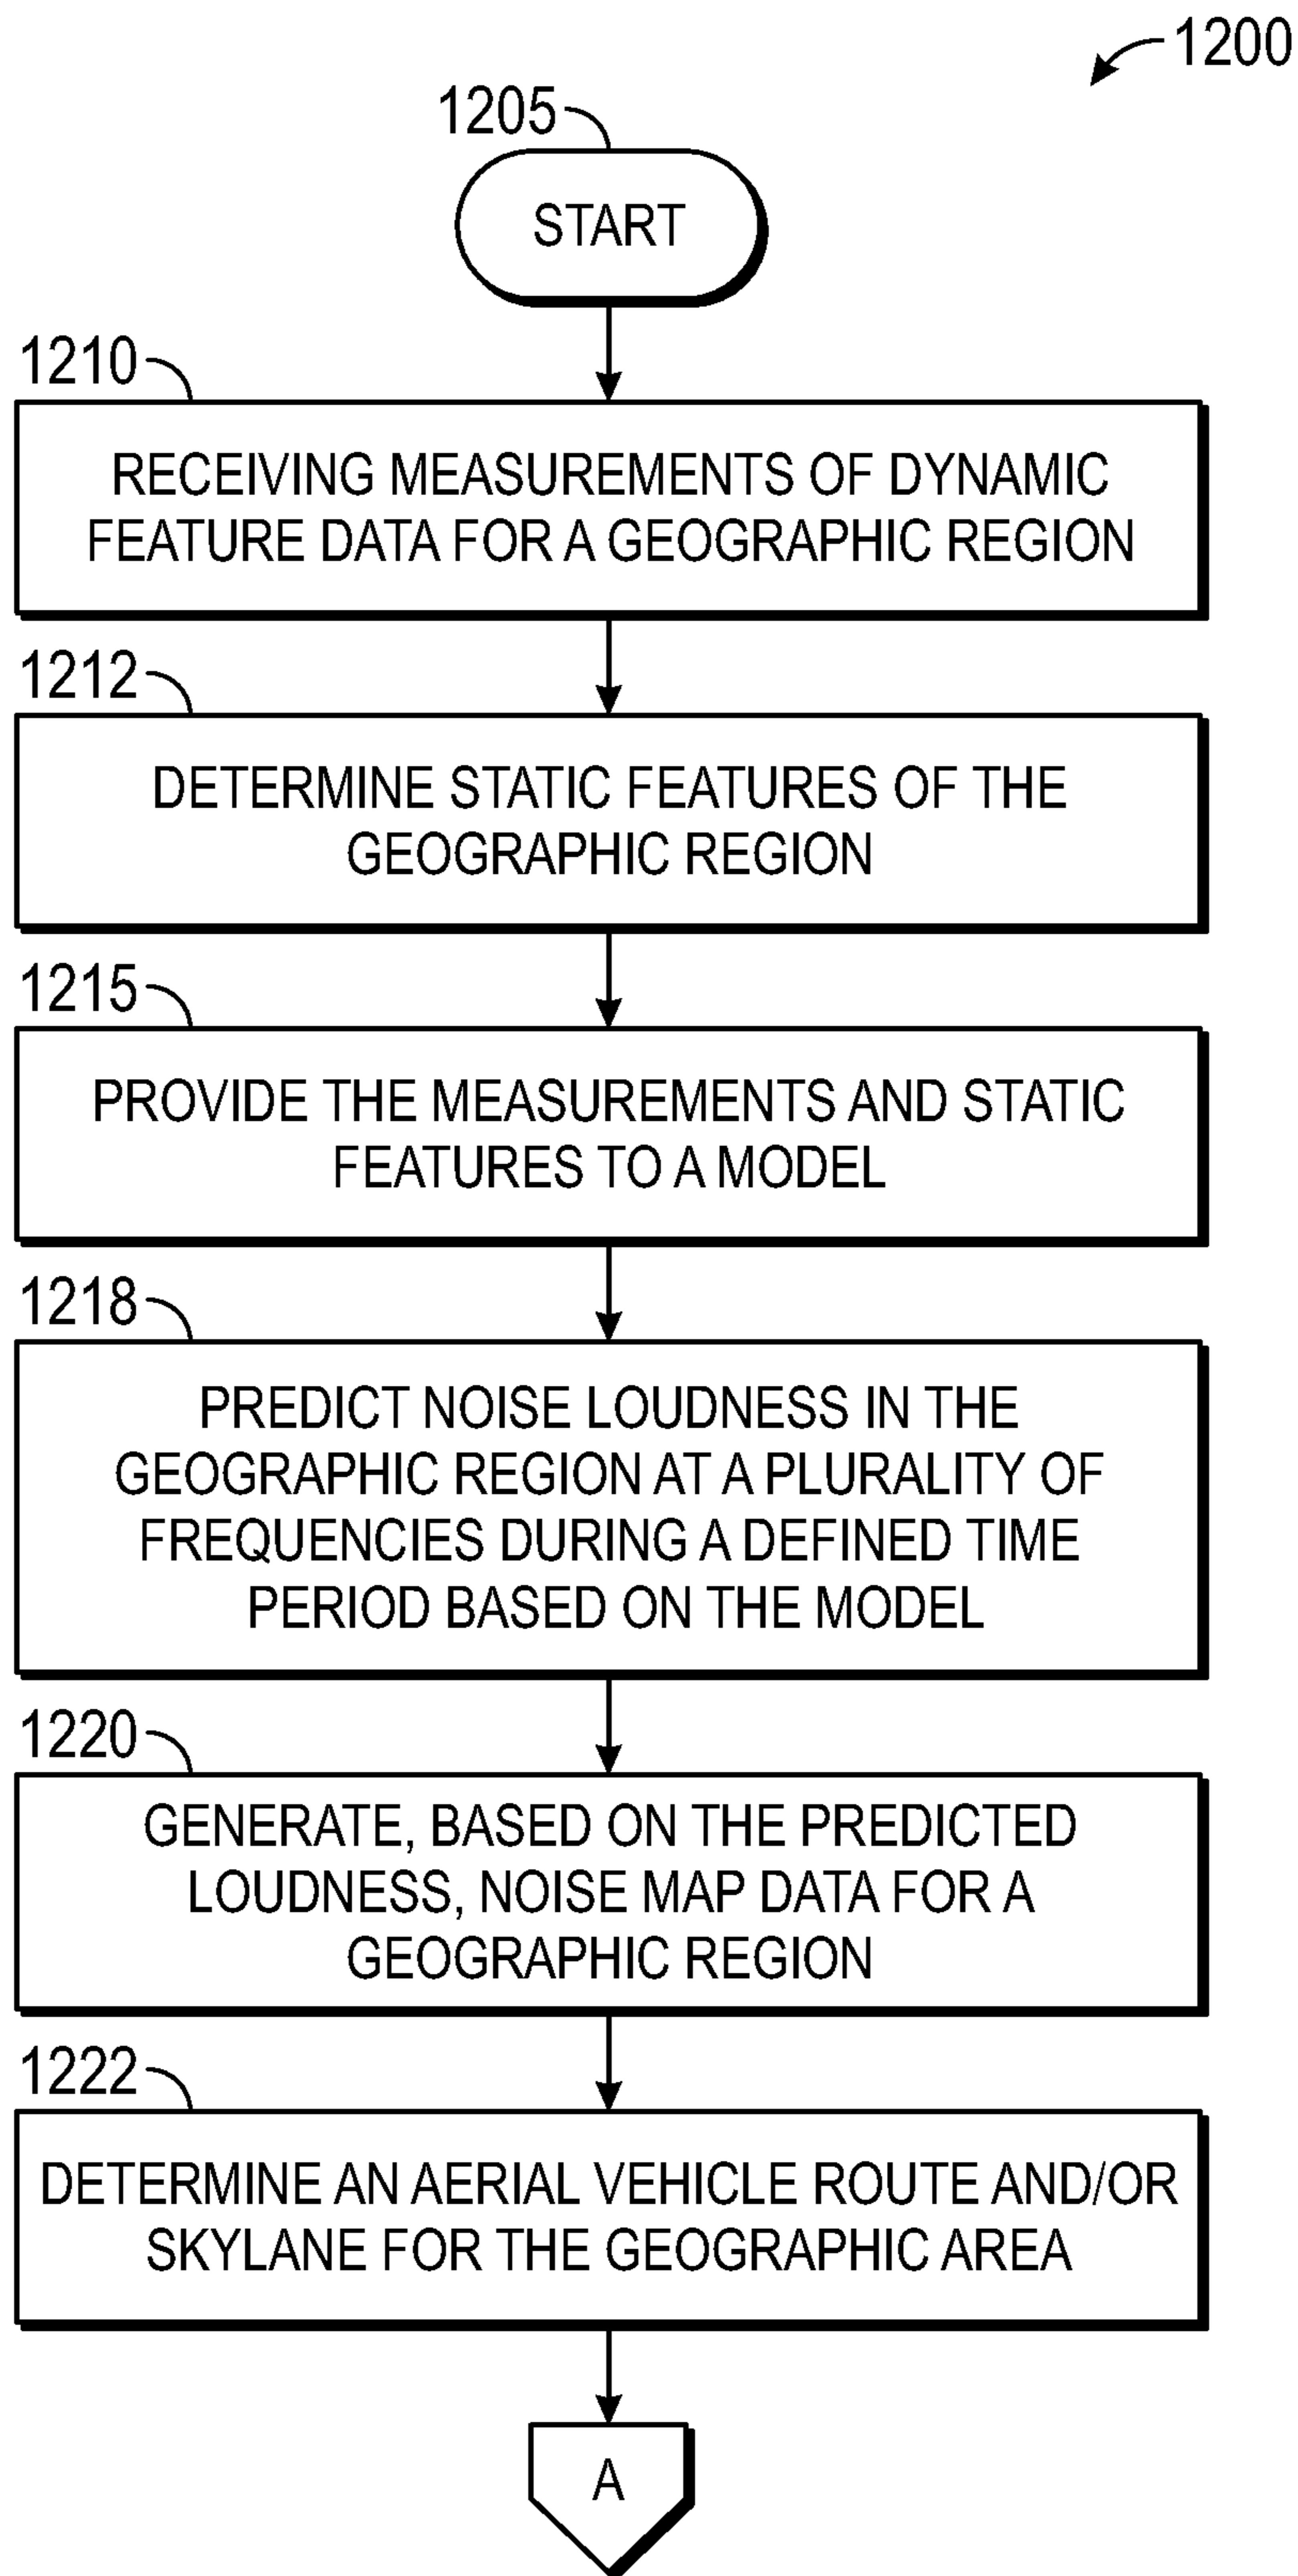 1200
1205
START
1210
RECEIVING MEASUREMENTS OF DYNAMIC
FEATURE DATA FOR A GEOGRAPHIC REGION
1212
DETERMINE STATIC FEATURES OF THE
GEOGRAPHIC REGION
1215
PROVIDE THE MEASUREMENTS AND STATIC
FEATURES TO A MODEL
1218
PREDICT NOISE LOUDNESS IN THE
GEOGRAPHIC REGION AT A PLURALITY OF
FREQUENCIES DURING A DEFINED TIME
PERIOD BASED ON THE MODEL
1220
GENERATE, BASED ON THE PREDICTED
LOUDNESS, NOISE MAP DATA FOR A
GEOGRAPHIC REGION
1222
DETERMINE AN AERIAL VEHICLE ROUTE AND/OR
SKYLANE FOR THE GEOGRAPHIC AREA
A